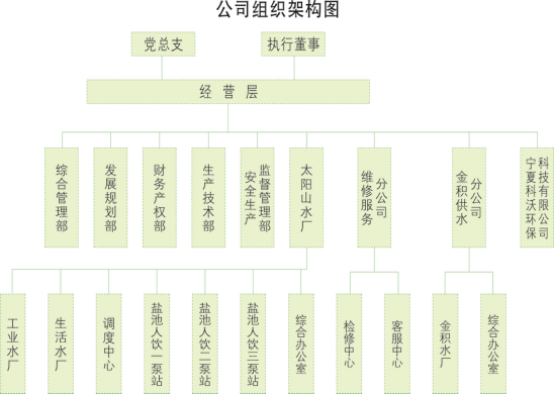 公司组织架构图
党总支
执行董事
经营层
综合管理部
发展规划部
财务产权部
生产技术部
安全生产
监督管理部
太阳山水厂
维修服务
分公司
金积供水
分公司
宁夏科沃环保
科技有限公司
工业水厂
生活水厂
调度中心
盐池人饮一泵站
盐池人饮二泵站
盐池人饮三泵站
综合办公室
检修中心
客服中心
金积水厂
综合办公室